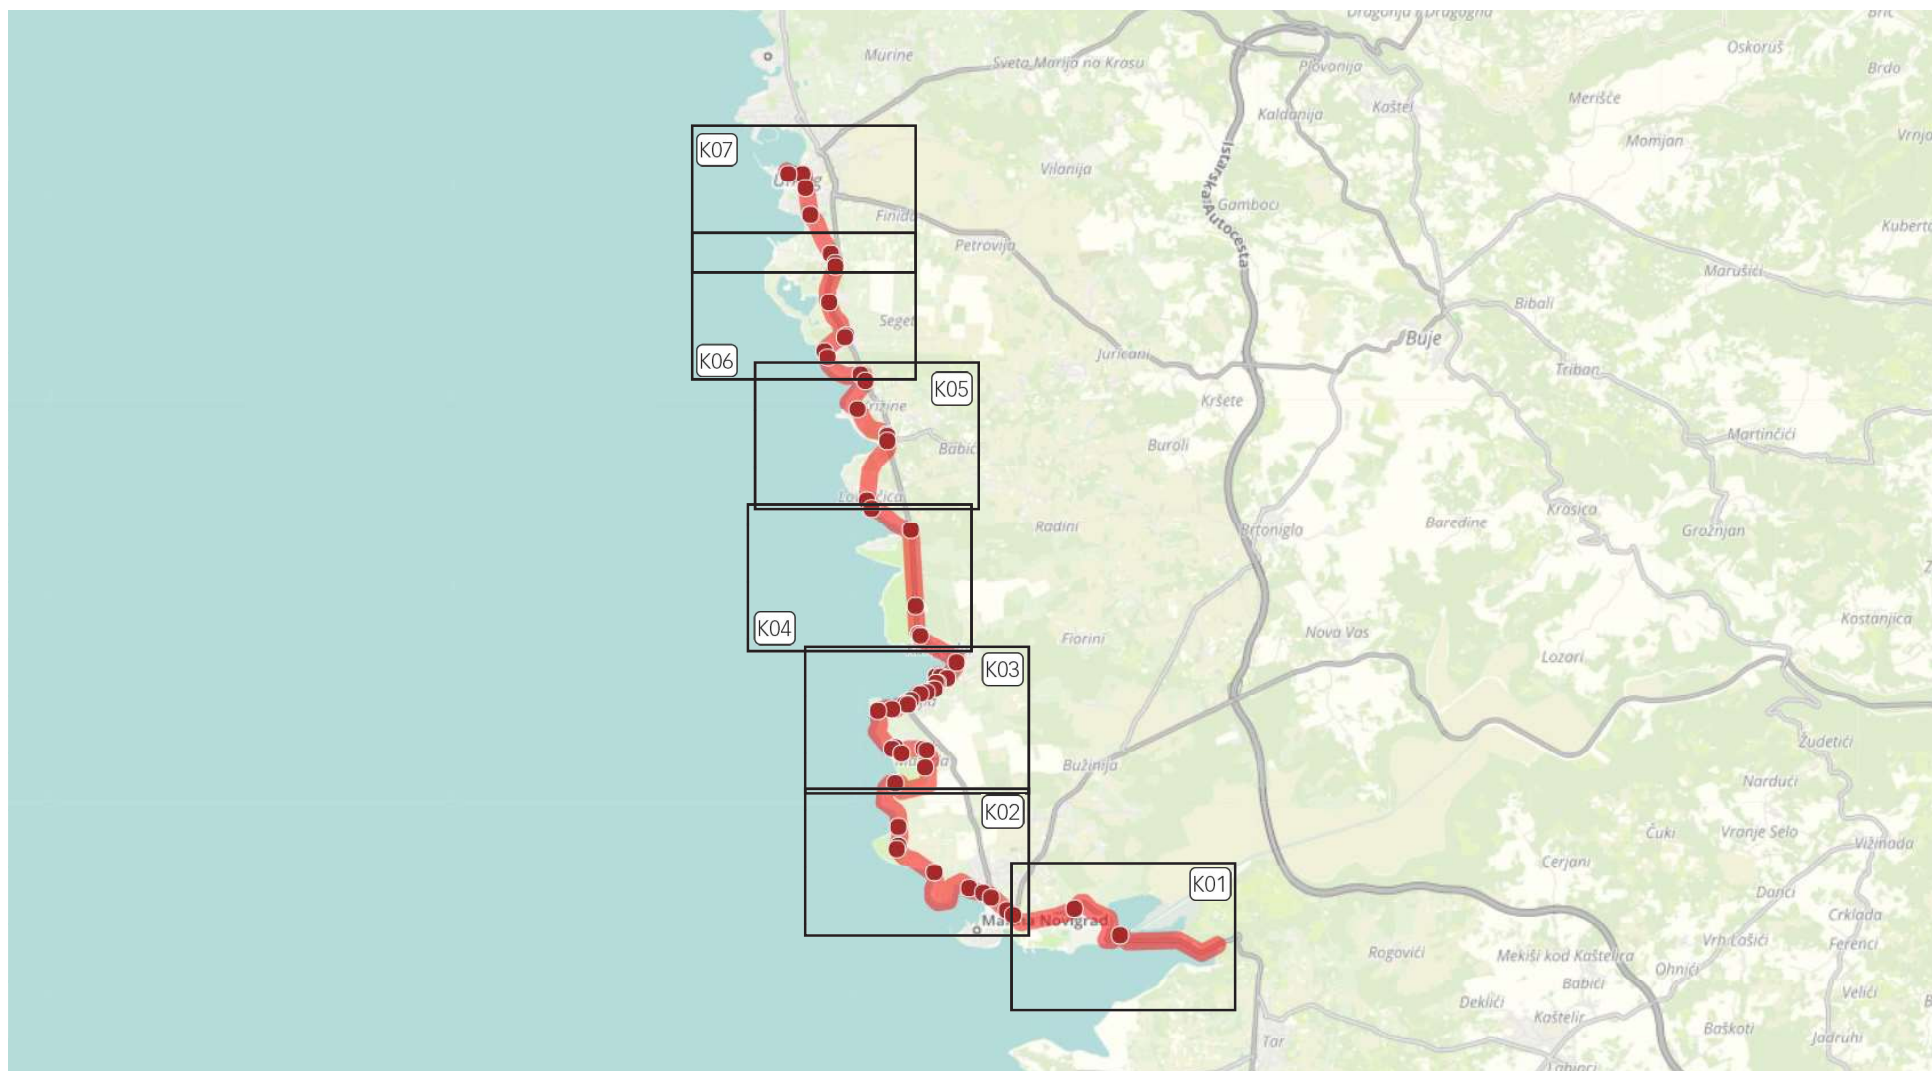 Dragonja / Dragogna
Brič
Murine
Sveta Marija na Krasu
Oskoruš
Plovanija
Brdo
Merišće
Kaštel
Kaldanija
Momjan
Vrnja
K07
Vilanija
Istarska Autocesta
Umag
Gamboci
Finida
Petrovija
Kuberto
Marušići
Bibali
Seget
Buje
Juricani
K06
Triban
K05
Kršete
Križine
Martinčići
Babići
Buroli
Lovrečica
Krasica
Radini
Baredine
Brtonigla
Grožnjan
K04
Kostanjica
Fiorini
Nova Vas
Lozari
K03
Žudetići
Bužinija
Nardući
K02
Čuki
Vranje Selo
Vižinada
Cerjani
K01
Danci
Novigrad
Crklada
Vrh Lašići
Ferenci
Rogovići
Mekiši kod Kaštelira
Ohnići
Babići
Velići
Deklići
Kaštelir
Baškoti
Jadruhi
Tar
Labinci